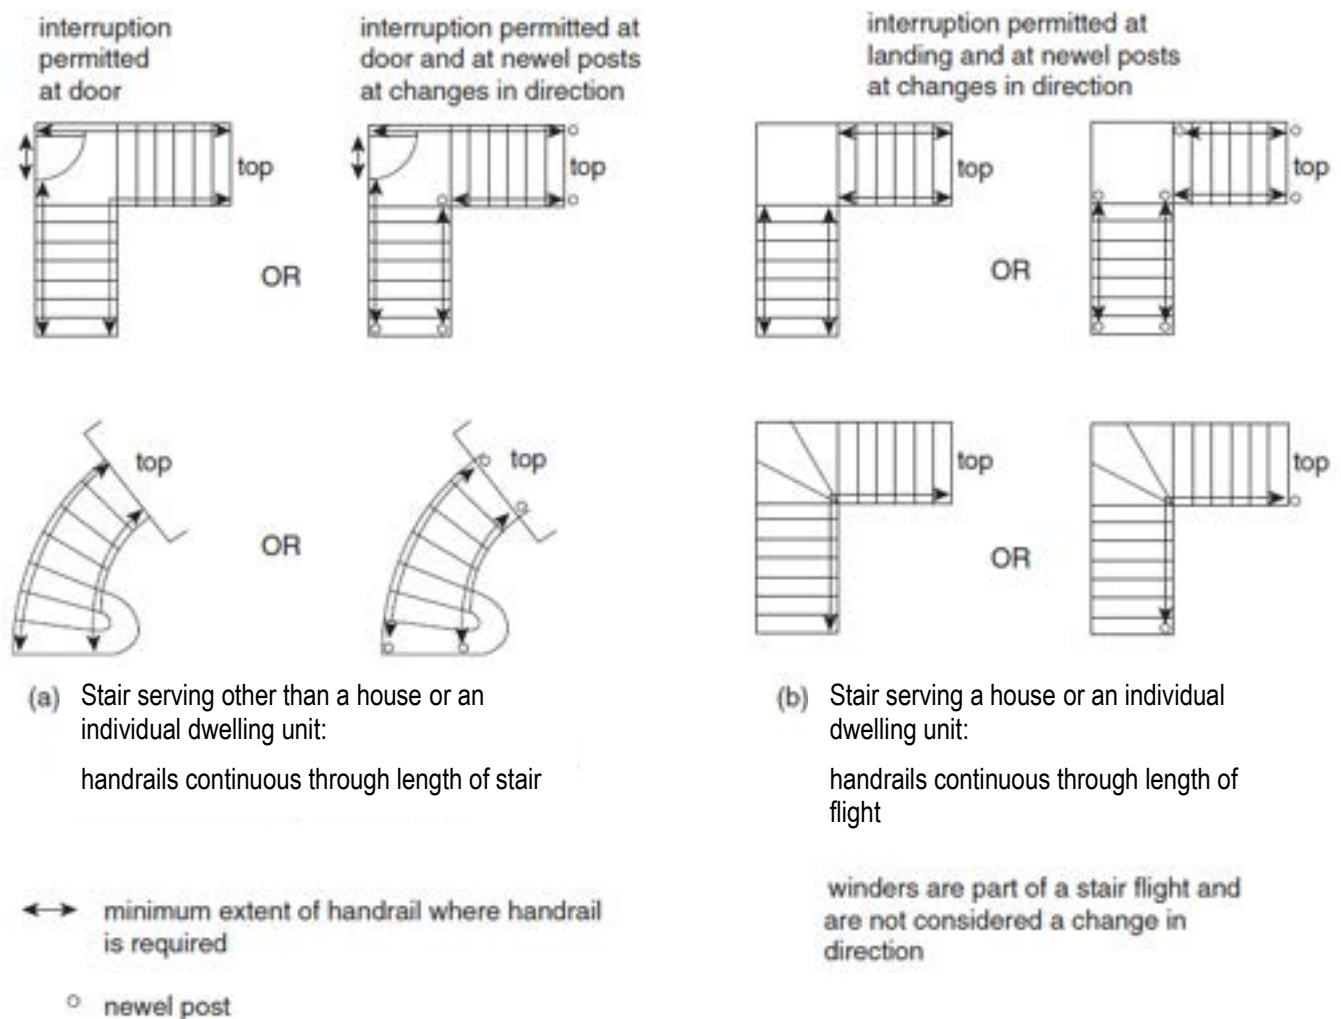 interruption
permitted
at door
interruption permitted at
door and at newel posts
at changes in direction
interruption permitted at
landing and at newel posts
at changes in direction
top
OR
top
top
OR
top
top
OR
top
top
OR
top
(a) Stair serving other than a house or an
individual dwelling unit:
handrails continuous through length of stair
(b) Stair serving a house or an individual
dwelling unit:
handrails continuous through length of
flight
winders are part of a stair flight and
are not considered a change in
direction
minimum extent of handrail where handrail
is required
newel post